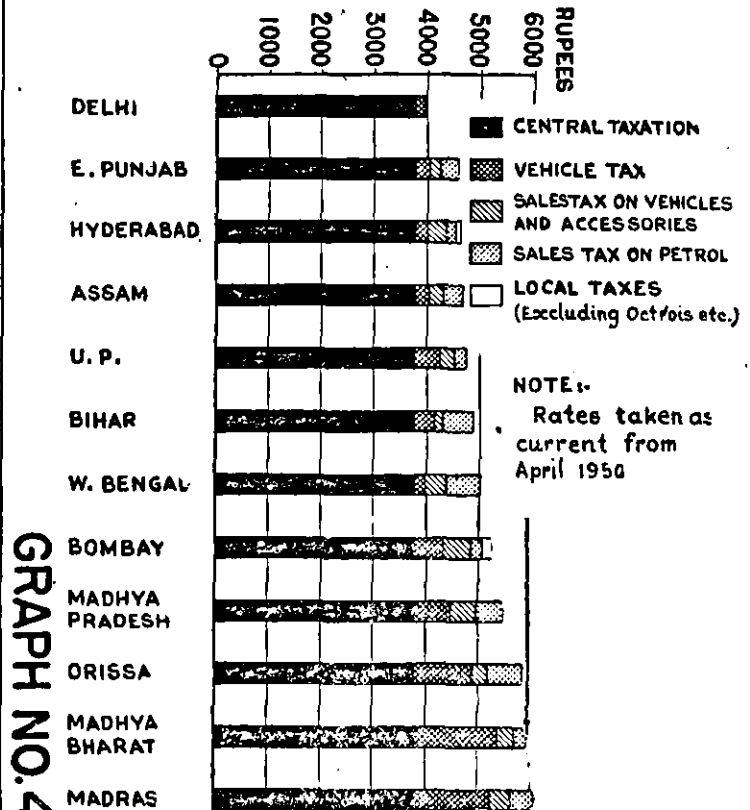 RUPEES
0
1000
2000
3000
4000
5000
6000
DELHI
E. PUNJAB
HYDERABAD
ASSAM
U. P.
BIHAR
W. BENGAL
BOMBAY
MADHYA
PRADESH
ORISSA
MADHYA
BHARAT
MADRAS
CENTRAL TAXATION
VEHICLE TAX
SALESTAX ON VEHICLES
AND ACCESSORIES
SALES TAX ON PETROL
LOCAL TAXES
(Excluding Octrois etc.)
NOTE:-
Rates taken as
current from
April 1950
GRAPH NO. 4